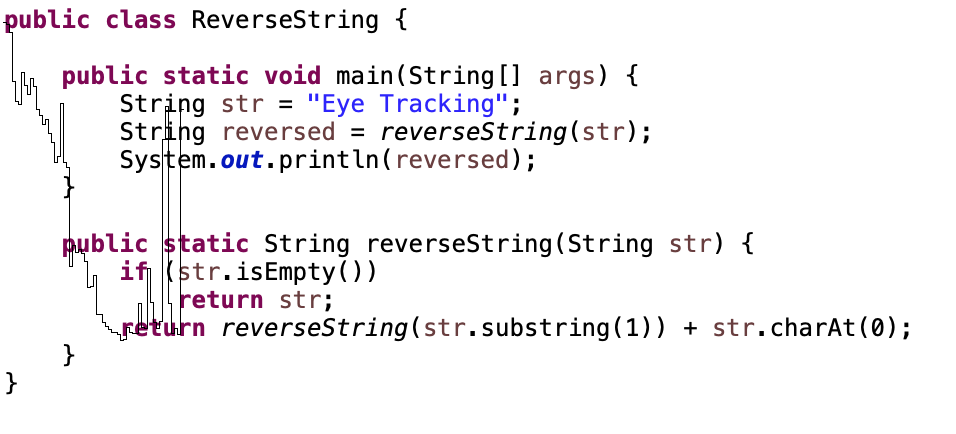 public class ReverseString {
public static void main(String[] args) {
String str = "Eye Tracking";
String reversed = reverseString(str);
System.out.println(reversed);
}
public static String reverseString(String str) {
if (str.isEmpty())
return str;
return reverseString(str.substring(1)) + str.charAt(0);
}
}